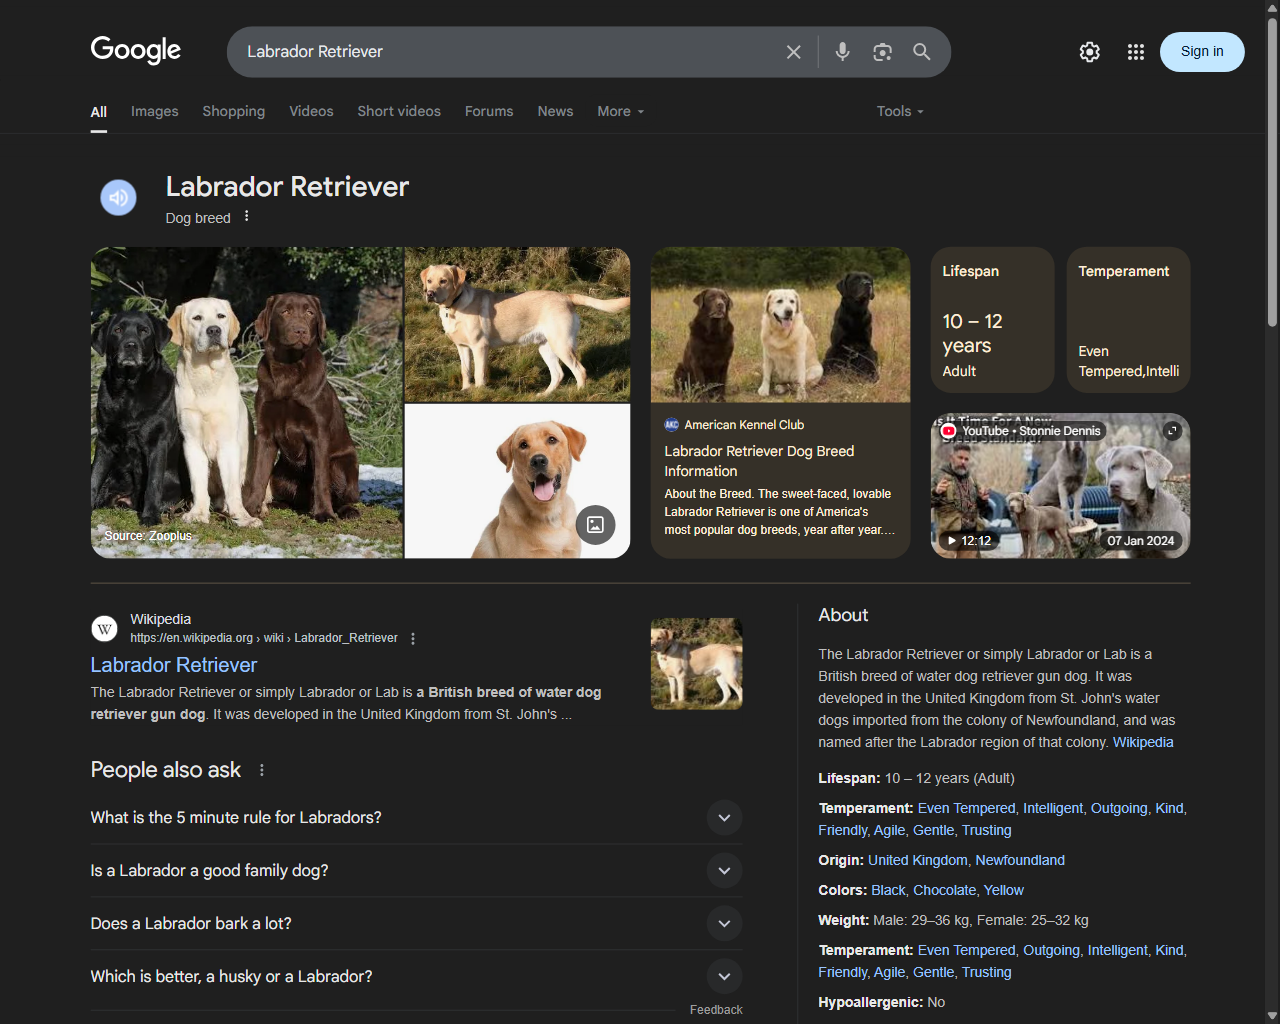 Google
Labrador Retriever
Sign in
All
Images
Shopping
Videos
Short videos
Forums
News
More
Tools
Labrador Retriever
Dog breed
Source: Zooplus
AKC
American Kennel Club
Labrador Retriever Dog Breed
Information
About the Breed. The sweet-faced, lovable
Labrador Retriever is one of America's
most popular dog breeds, year after year....
Lifespan
10 – 12
years
Adult
Temperament
Even
Tempered,Intelli
Is It Time For A New
Breed Standard?
YouTube • Stonnie Dennis
12:12
07 Jan 2024
W
Wikipedia
https://en.wikipedia.org › wiki › Labrador_Retriever
Labrador Retriever
The Labrador Retriever or simply Labrador or Lab is a British breed of water dog
retriever gun dog. It was developed in the United Kingdom from St. John's ...
People also ask
What is the 5 minute rule for Labradors?
Is a Labrador a good family dog?
Does a Labrador bark a lot?
Which is better, a husky or a Labrador?
Feedback
About
The Labrador Retriever or simply Labrador or Lab is a
British breed of water dog retriever gun dog. It was
developed in the United Kingdom from St. John's water
dogs imported from the colony of Newfoundland, and was
named after the Labrador region of that colony. Wikipedia
Lifespan: 10 – 12 years (Adult)
Temperament: Even Tempered, Intelligent, Outgoing, Kind,
Friendly, Agile, Gentle, Trusting
Origin: United Kingdom, Newfoundland
Colors: Black, Chocolate, Yellow
Weight: Male: 29–36 kg, Female: 25–32 kg
Temperament: Even Tempered, Outgoing, Intelligent, Kind,
Friendly, Agile, Gentle, Trusting
Hypoallergenic: No